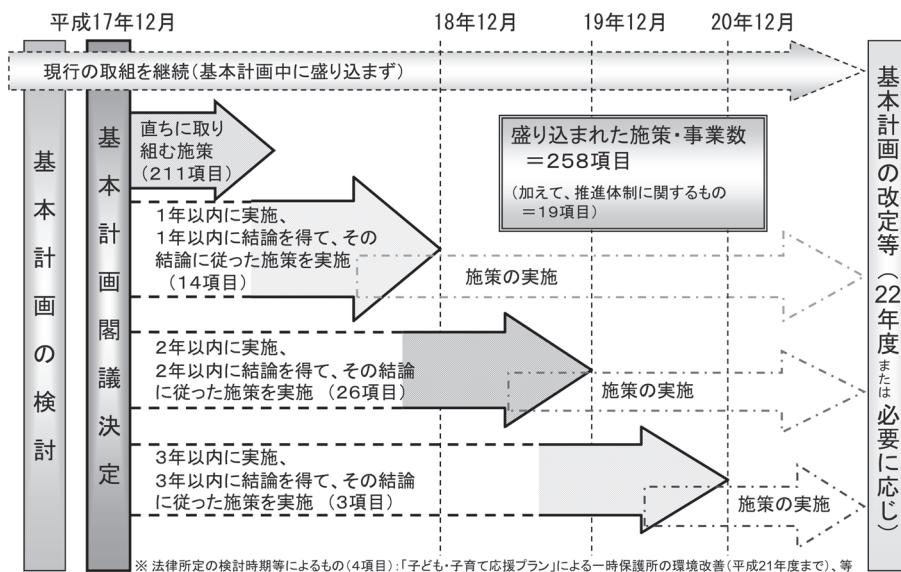 平成17年12月
18年12月
19年12月
20年12月
現行の取組を継続（基本計画中に盛り込まず）
基本計画の検討
基本計画閣議決定
直ちに取り
組む施策
（211項目）
盛り込まれた施策・事業数
＝258項目
（加えて、推進体制に関するもの
＝19項目）
1年以内に実施、
1年以内に結論を得て、その
結論に従った施策を実施
（14項目）
施策の実施
2年以内に実施、
2年以内に結論を得て、その結論
に従った施策を実施 （26項目）
施策の実施
3年以内に実施、
3年以内に結論を得て、その結論
に従った施策を実施 （3項目）
施策の実施
基本計画の改定等（22年度または必要に応じ）
※ 法律所定の検討時期等によるもの（4項目）：「子ども・子育て応援プラン」による一時保護所の環境改善（平成21年度まで）、等